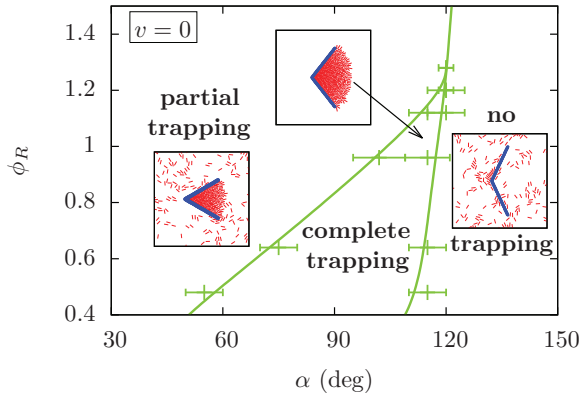 v = 0
partial
trapping
complete
trapping
no
trapping
ϕ_R
1.4
1.2
1
0.8
0.6
0.4
30 60 90 120 150
α (deg)